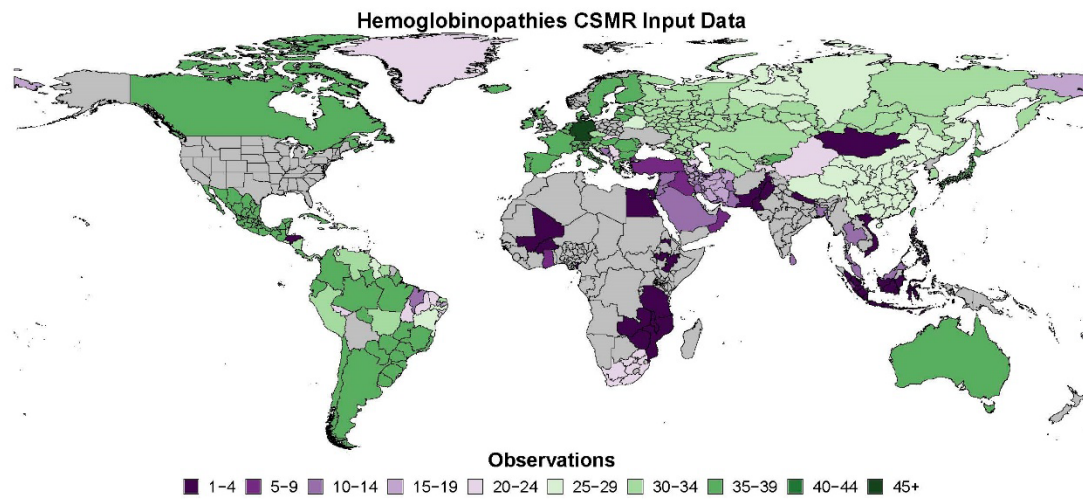 Hemoglobinopathies CSMR Input Data
Observations
1−4 5−9 10−14 15−19 20−24 25−29 30−34 35−39 40−44 45+